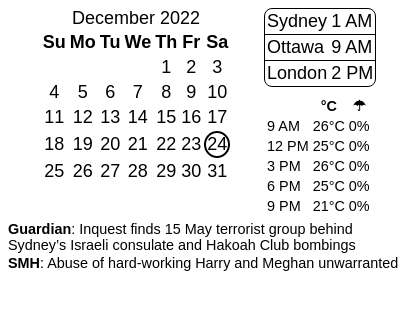 December 2022
Su Mo Tu We Th Fr Sa
1 2 3
4 5 6 7 8 9 10
11 12 13 14 15 16 17
18 19 20 21 22 23 24
25 26 27 28 29 30 31
Sydney 1 AM
Ottawa 9 AM
London 2 PM
°C ☂
9 AM 26°C 0%
12 PM 25°C 0%
3 PM 26°C 0%
6 PM 25°C 0%
9 PM 21°C 0%
Guardian: Inquest finds 15 May terrorist group behind
Sydney’s Israeli consulate and Hakoah Club bombings
SMH: Abuse of hard-working Harry and Meghan unwarranted